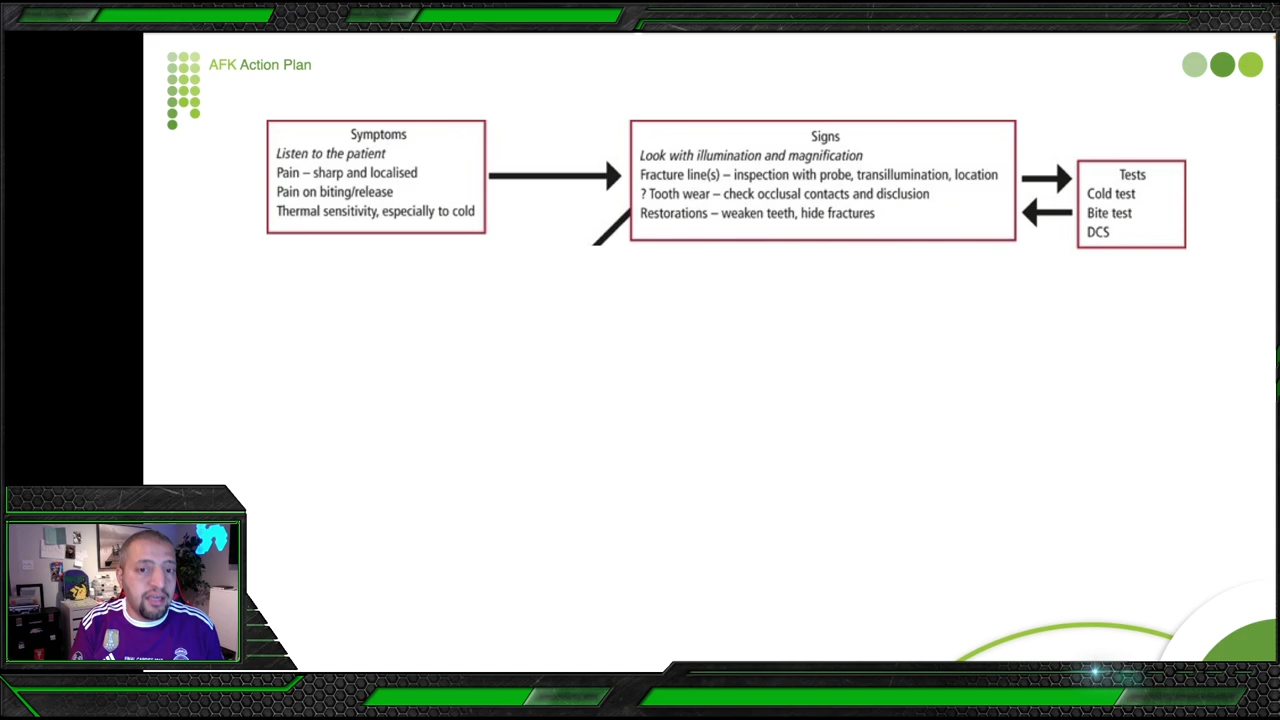 AFK Action Plan
Symptoms
Listen to the patient
Pain – sharp and localised
Pain on biting/release
Thermal sensitivity, especially to cold
Signs
Look with illumination and magnification
Fracture line(s) – inspection with probe, transillumination, location
? Tooth wear – check occlusal contacts and disclusion
Restorations – weaken teeth, hide fractures
Tests
Cold test
Bite test
DCS